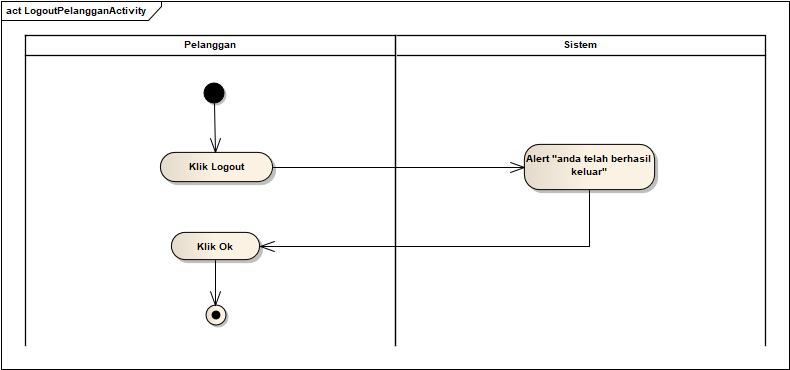 act LogoutPelangganActivity
Pelanggan
Sistem
Klik Logout
Alert "anda telah berhasil
keluar"
Klik Ok